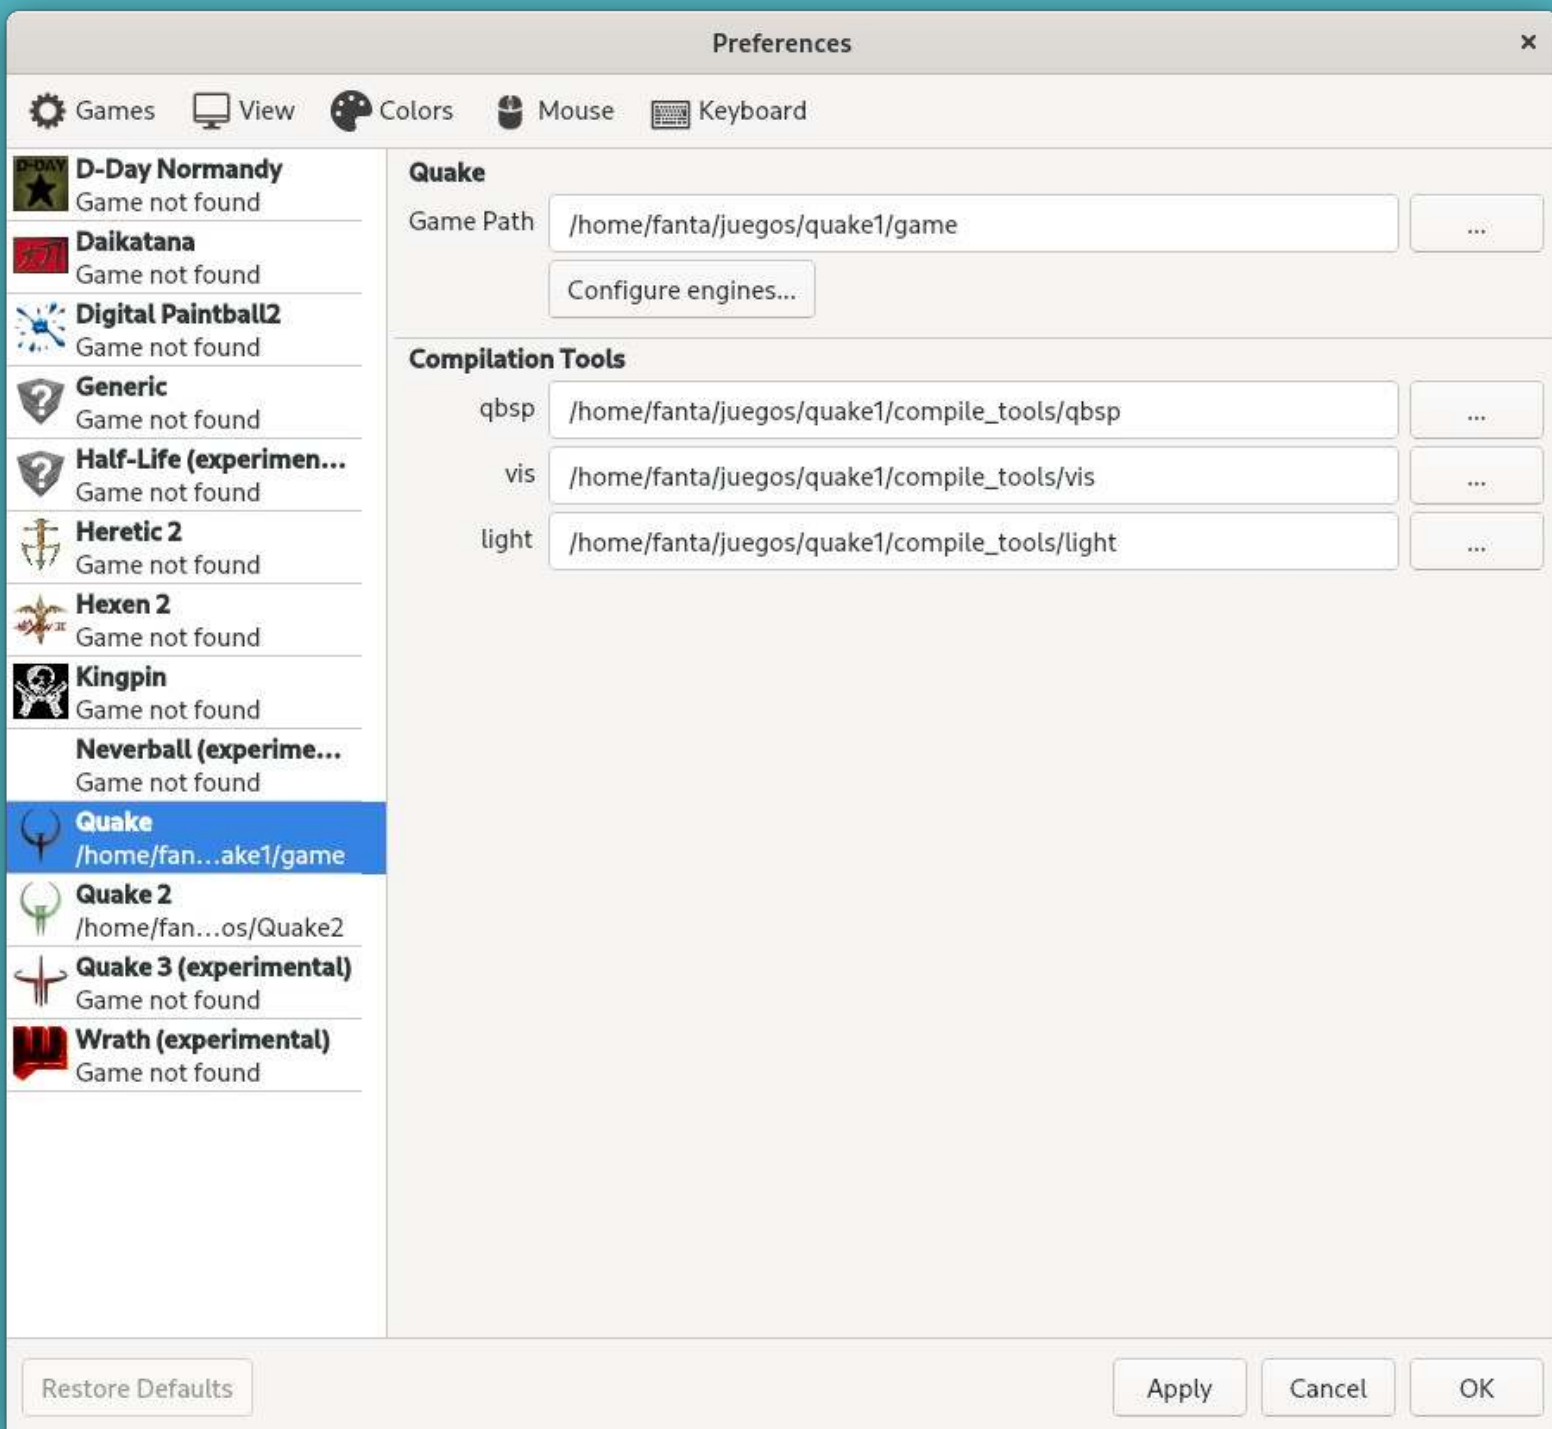 Preferences
Games View Colors Mouse Keyboard
D-DAY
D-Day Normandy
Game not found
Daikatana
Game not found
Digital Paintball2
Game not found
Generic
Game not found
Half-Life (experimen...
Game not found
Heretic 2
Game not found
Hexen 2
Game not found
Kingpin
Game not found
Neverball (experime...
Game not found
Quake
/home/fan...ake1/game
Quake 2
/home/fan...os/Quake2
Quake 3 (experimental)
Game not found
Wrath (experimental)
Game not found
Quake
Game Path /home/fanta/juegos/quake1/game ...
Configure engines...
Compilation Tools
qbsp /home/fanta/juegos/quake1/compile_tools/qbsp ...
vis /home/fanta/juegos/quake1/compile_tools/vis ...
light /home/fanta/juegos/quake1/compile_tools/light ...
Restore Defaults Apply Cancel OK